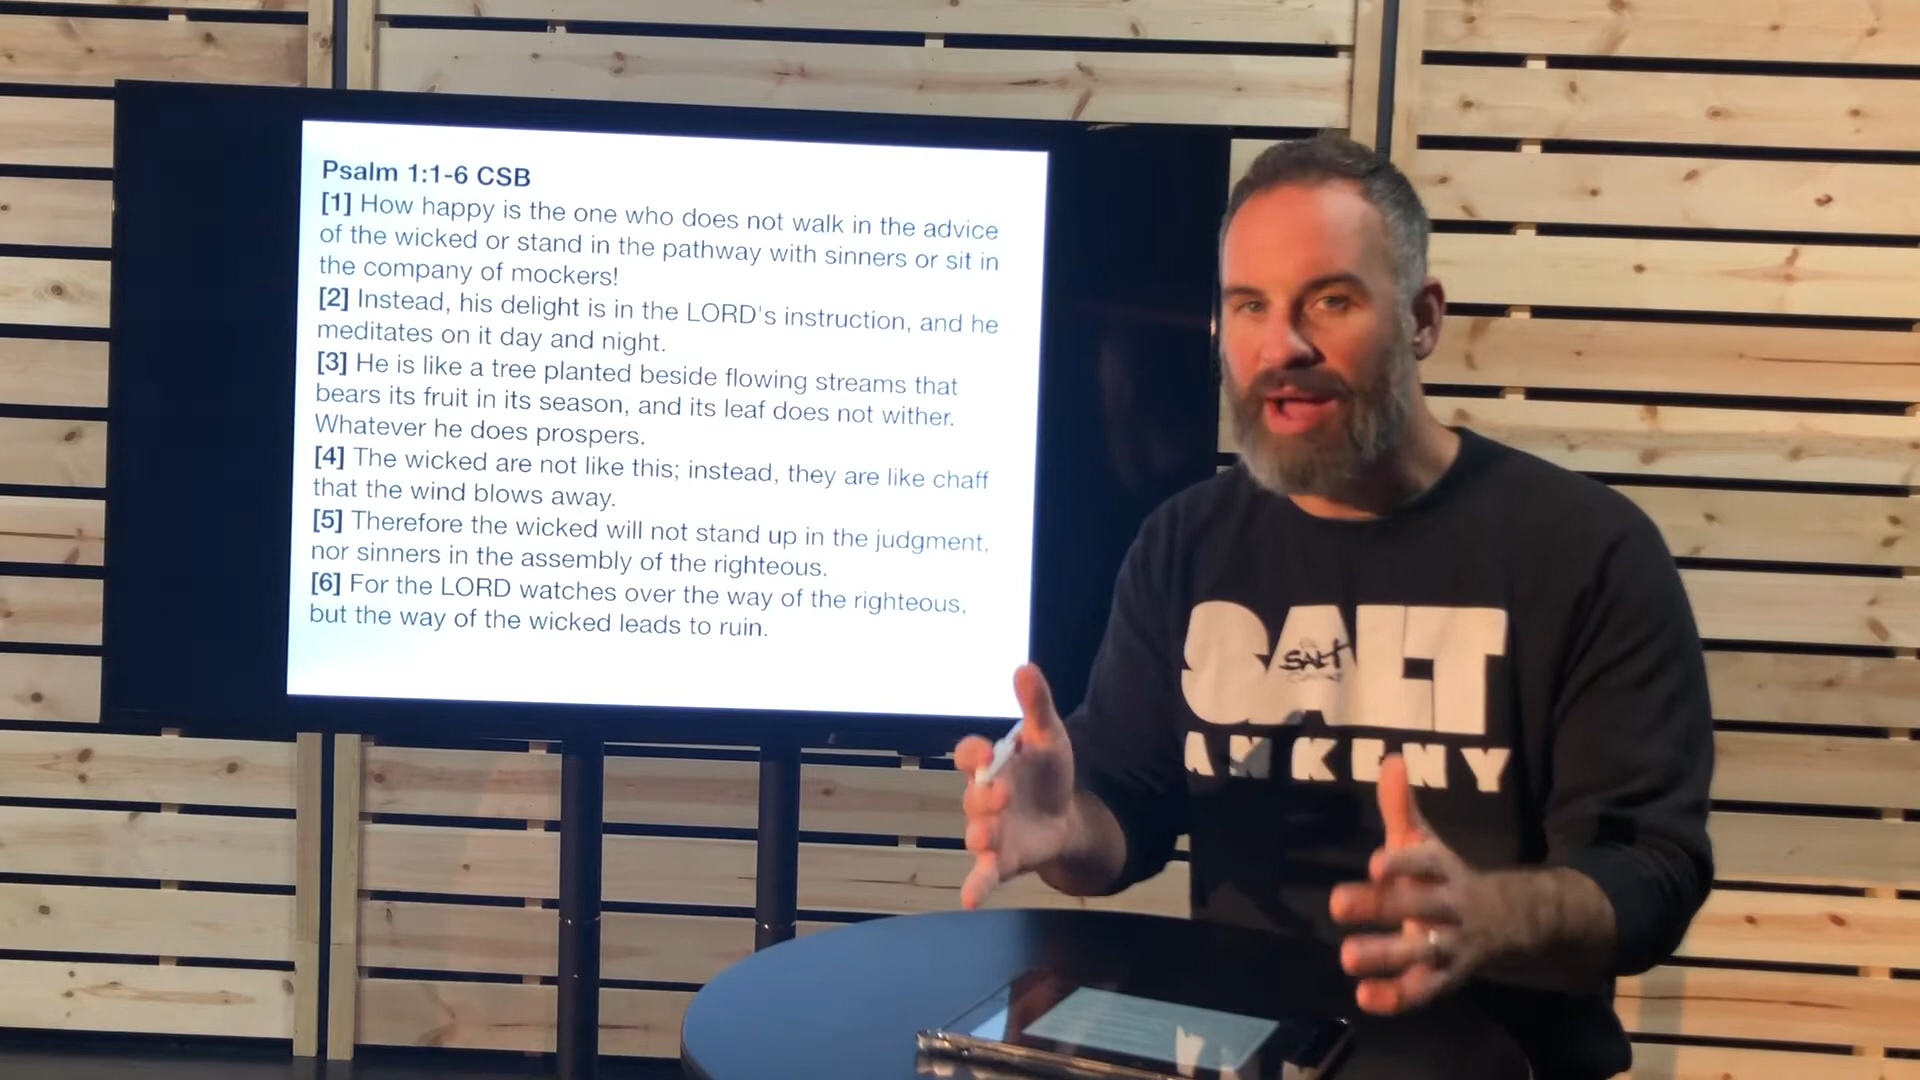 Psalm 1:1-6 CSB
[1] How happy is the one who does not walk in the advice
of the wicked or stand in the pathway with sinners or sit in
the company of mockers!
[2] Instead, his delight is in the LORD's instruction, and he
meditates on it day and night.
[3] He is like a tree planted beside flowing streams that
bears its fruit in its season, and its leaf does not wither.
Whatever he does prospers.
[4] The wicked are not like this; instead, they are like chaff
that the wind blows away.
[5] Therefore the wicked will not stand up in the judgment,
nor sinners in the assembly of the righteous.
[6] For the LORD watches over the way of the righteous,
but the way of the wicked leads to ruin.
SALT
SALT
ANKENY